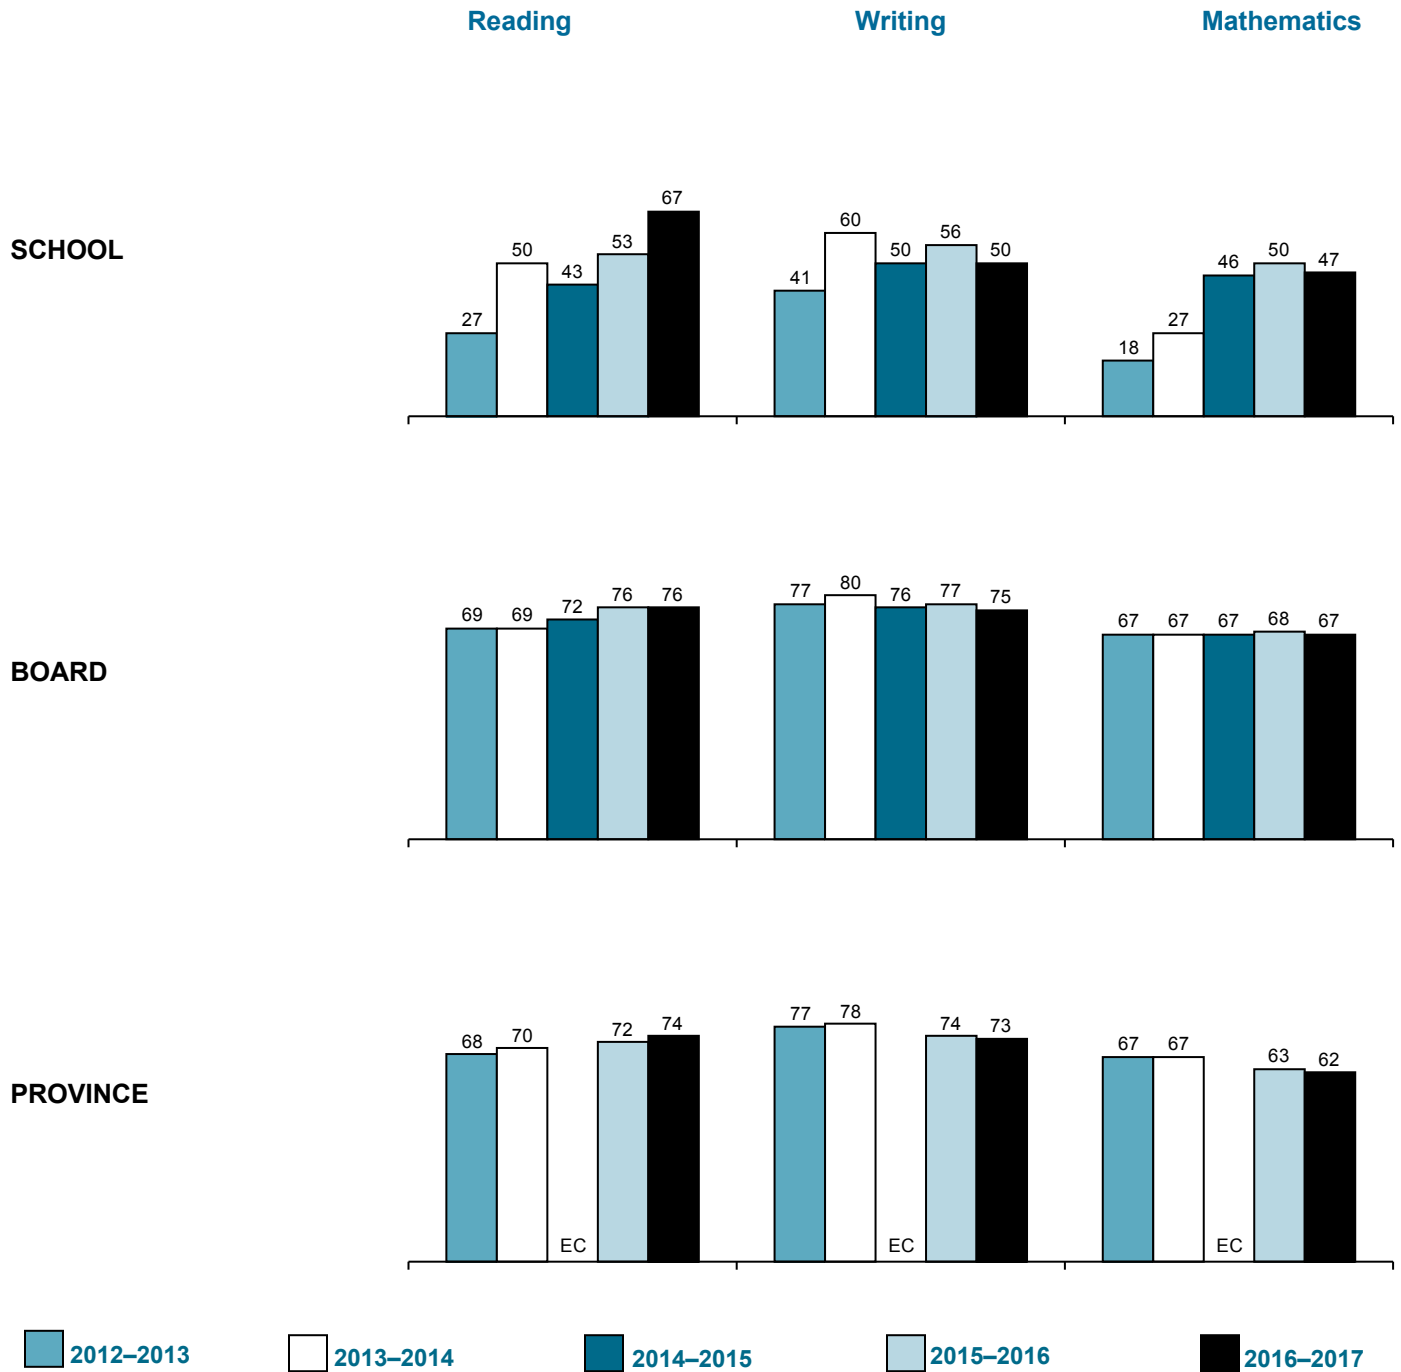 Reading Writing Mathematics
SCHOOL
27 50 43 53 67
41 60 50 56 50
18 27 46 50 47
BOARD
69 69 72 76 76
77 80 76 77 75
67 67 67 68 67
PROVINCE
68 70 EC 72 74
77 78 EC 74 73
67 67 EC 63 62
2012–2013 2013–2014 2014–2015 2015–2016 2016–2017